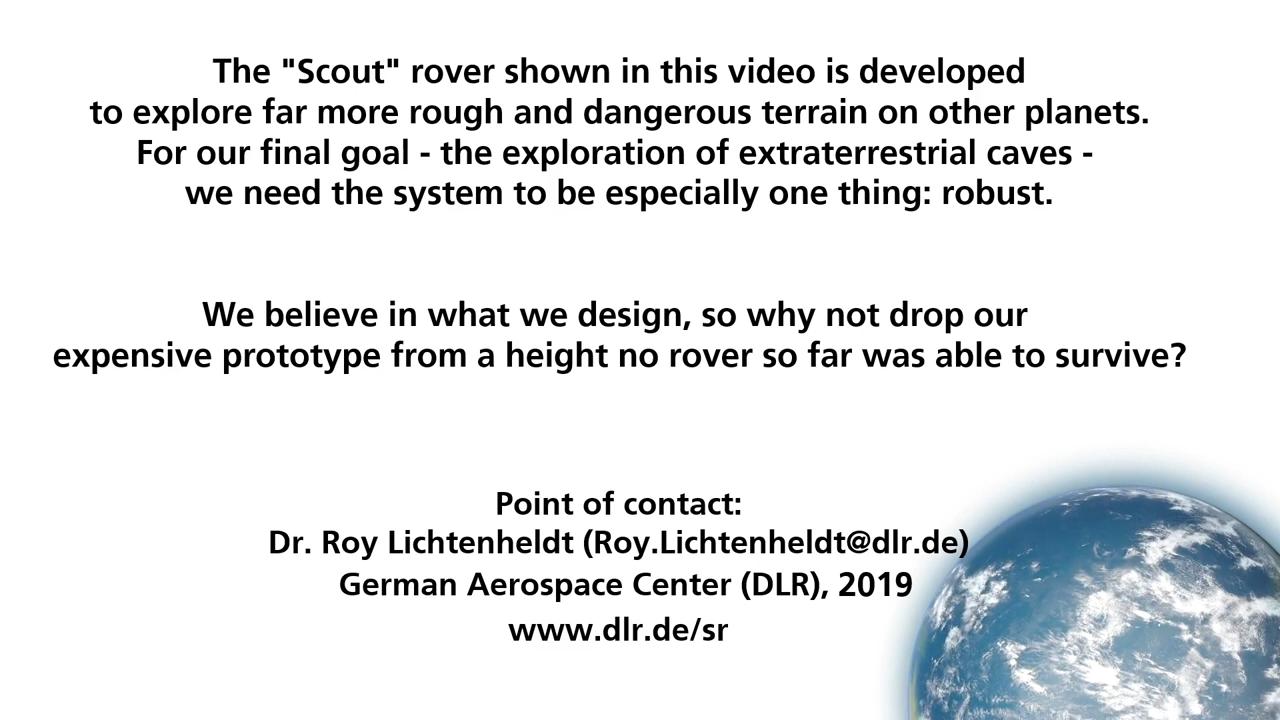 The "Scout" rover shown in this video is developed
to explore far more rough and dangerous terrain on other planets.
For our final goal - the exploration of extraterrestrial caves -
we need the system to be especially one thing: robust.
We believe in what we design, so why not drop our
expensive prototype from a height no rover so far was able to survive?
Point of contact:
Dr. Roy Lichtenheldt (Roy.Lichtenheldt@dlr.de)
German Aerospace Center (DLR), 2019
www.dlr.de/sr